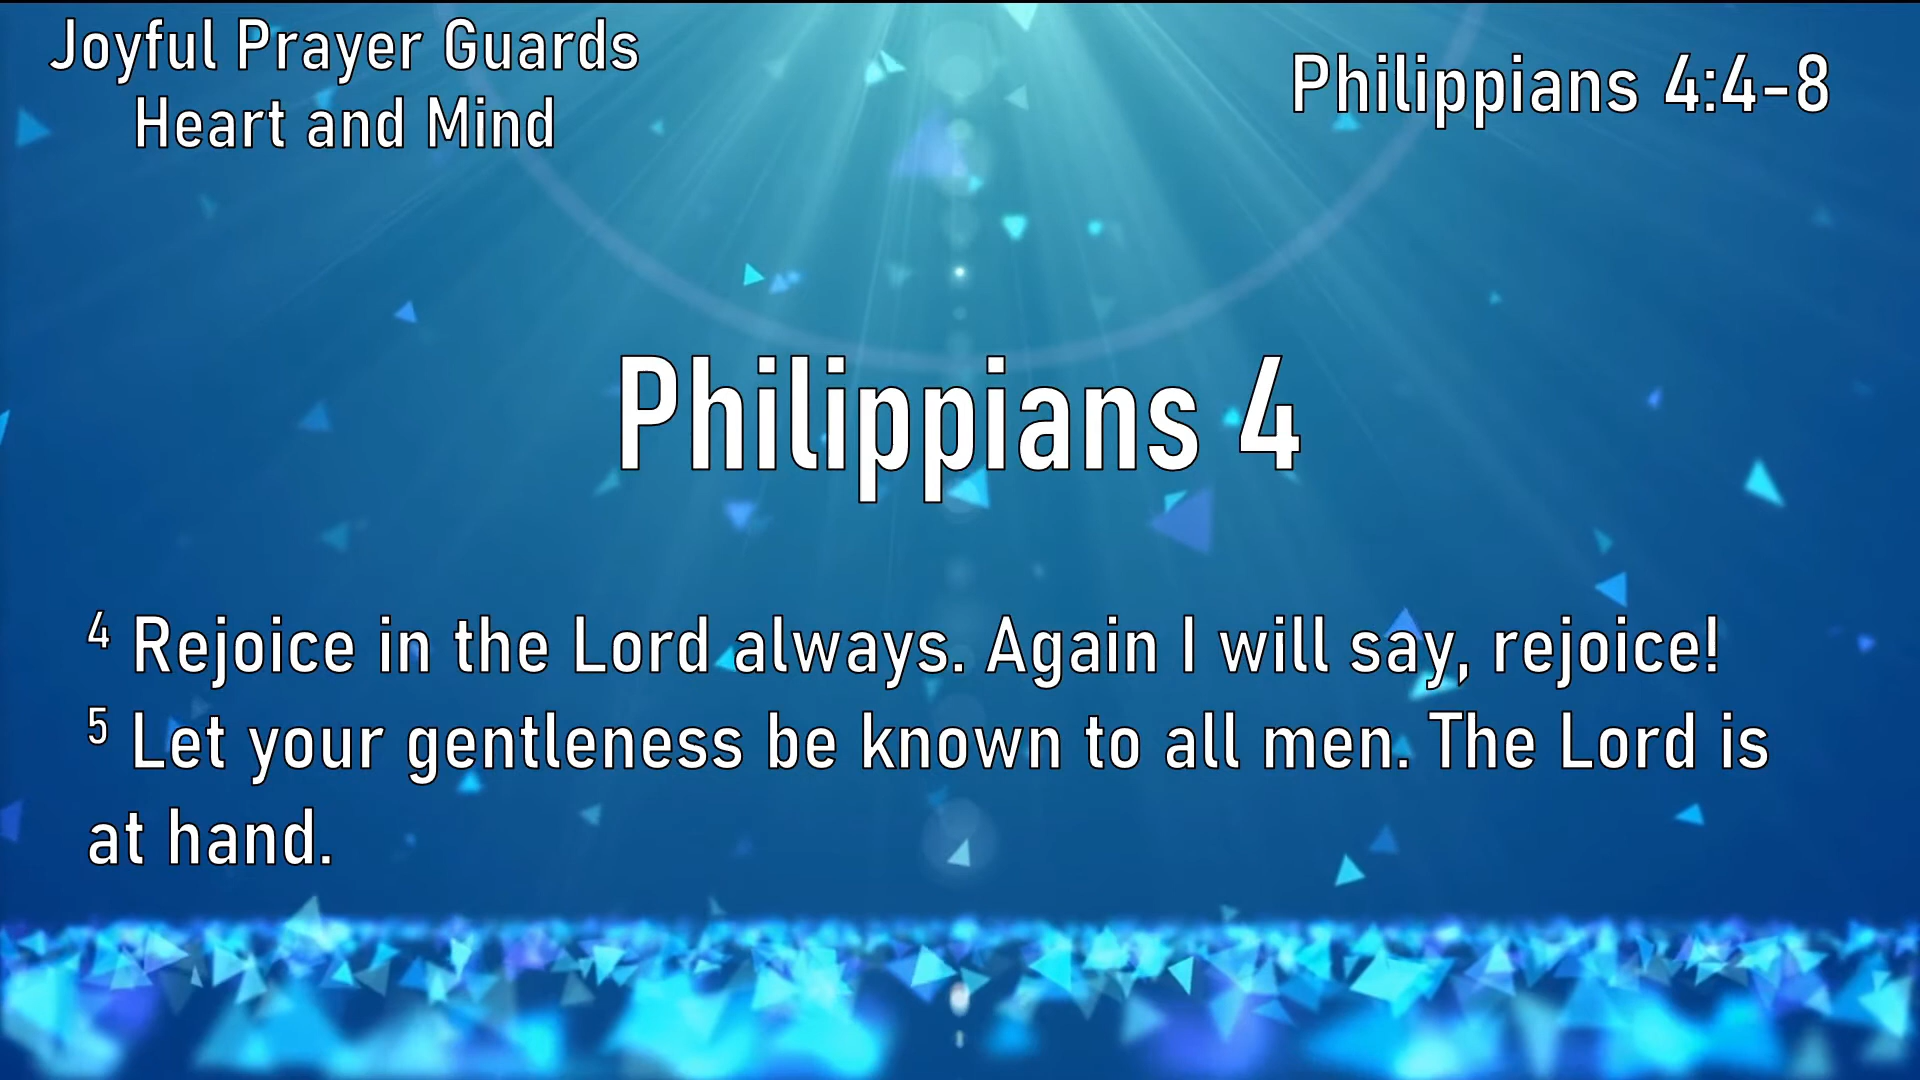 Joyful Prayer Guards
Heart and Mind
Philippians 4:4-8
Philippians 4
4 Rejoice in the Lord always. Again I will say, rejoice!
5 Let your gentleness be known to all men. The Lord is
at hand.